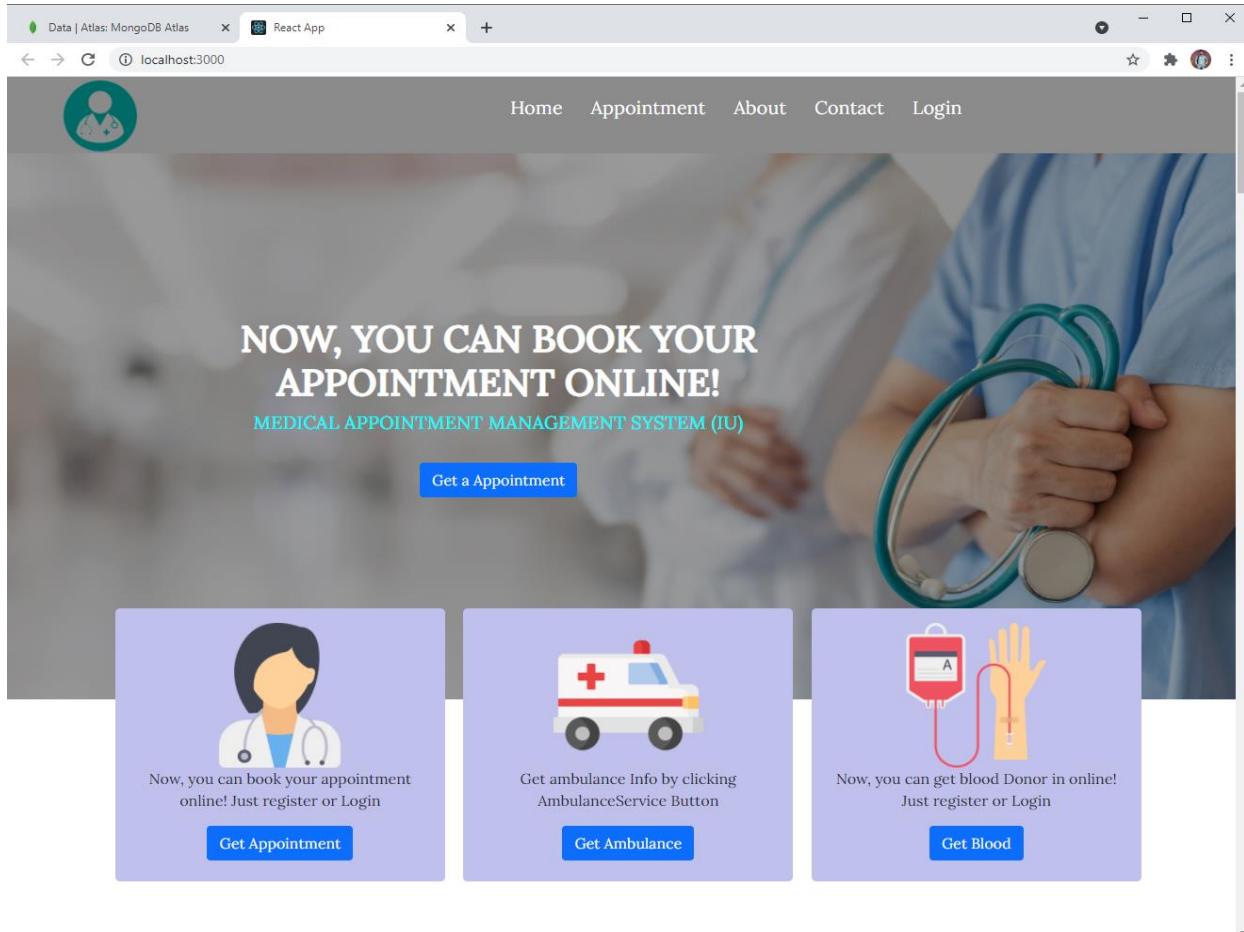 Data | Atlas: MongoDB Atlas
React App
localhost:3000
Home Appointment About Contact Login
NOW, YOU CAN BOOK YOUR
APPOINTMENT ONLINE!
MEDICAL APPOINTMENT MANAGEMENT SYSTEM (IU)
Get a Appointment
Now, you can book your appointment
online! Just register or Login
Get Appointment
Get ambulance Info by clicking
AmbulanceService Button
Get Ambulance
A
Now, you can get blood Donor in online!
Just register or Login
Get Blood